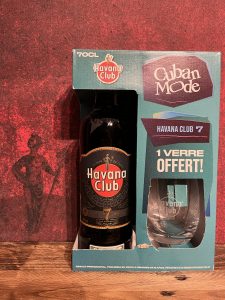 70CL
Havana
Club
Cuban
MODE
HAVANA CLUB 7
1 VERRE
OFFERT!
Havana
Club
7